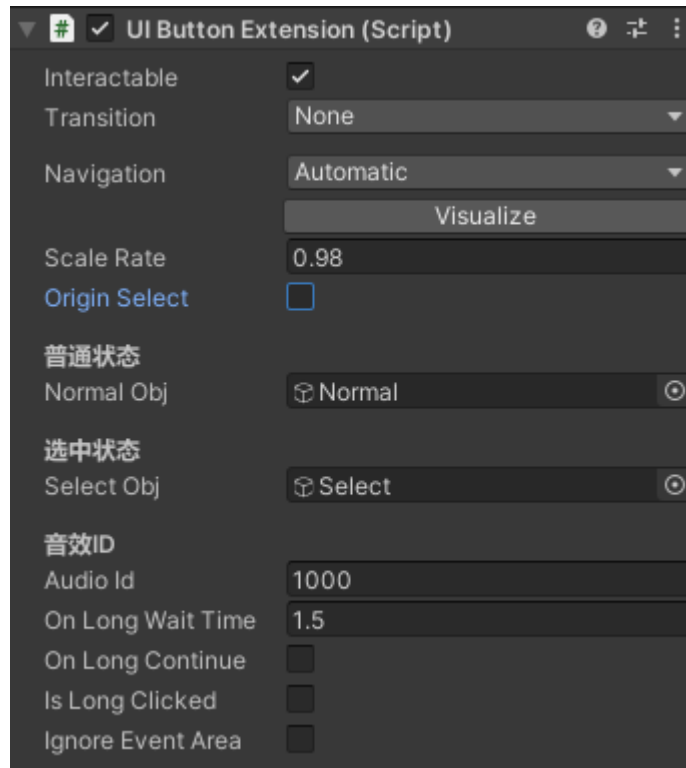 UI Button Extension (Script)
Interactable
Transition None
Navigation Automatic
Visualize
Scale Rate 0.98
Origin Select
普通状态
Normal Obj Normal
选中状态
Select Obj Select
音效ID
Audio Id 1000
On Long Wait Time 1.5
On Long Continue
Is Long Clicked
Ignore Event Area